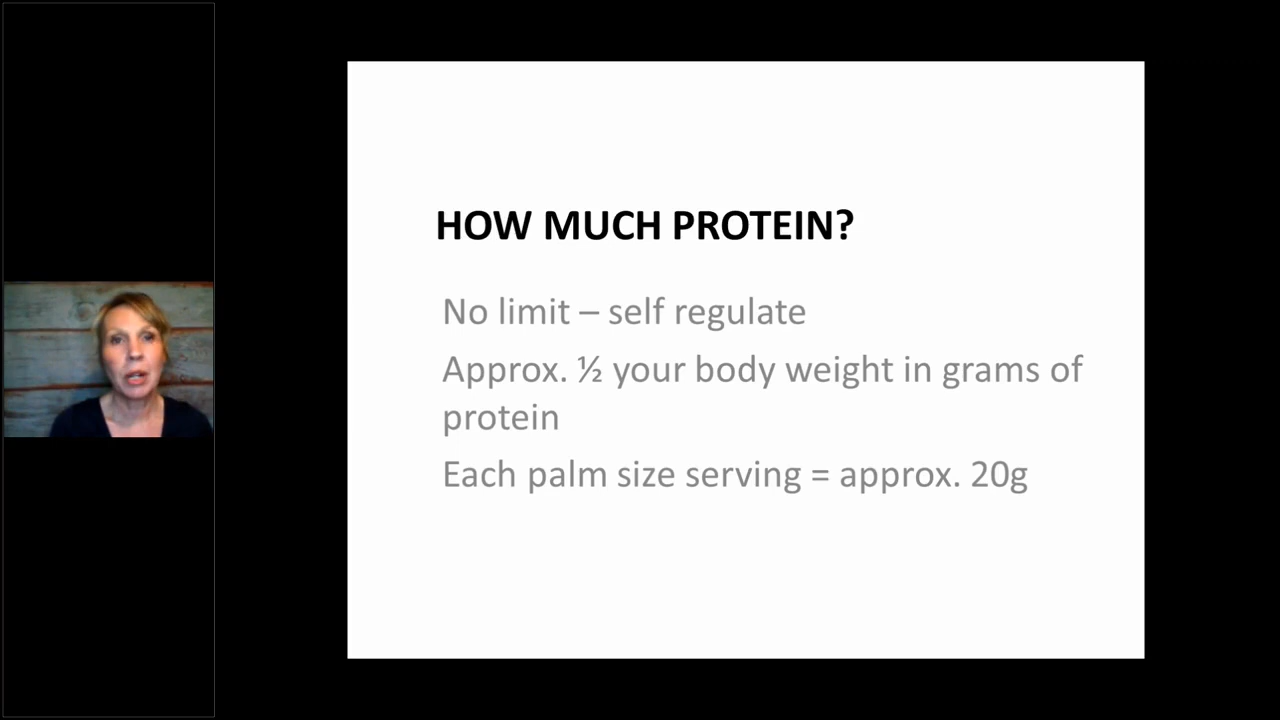 HOW MUCH PROTEIN?
No limit – self regulate
Approx. ½ your body weight in grams of
protein
Each palm size serving = approx. 20g